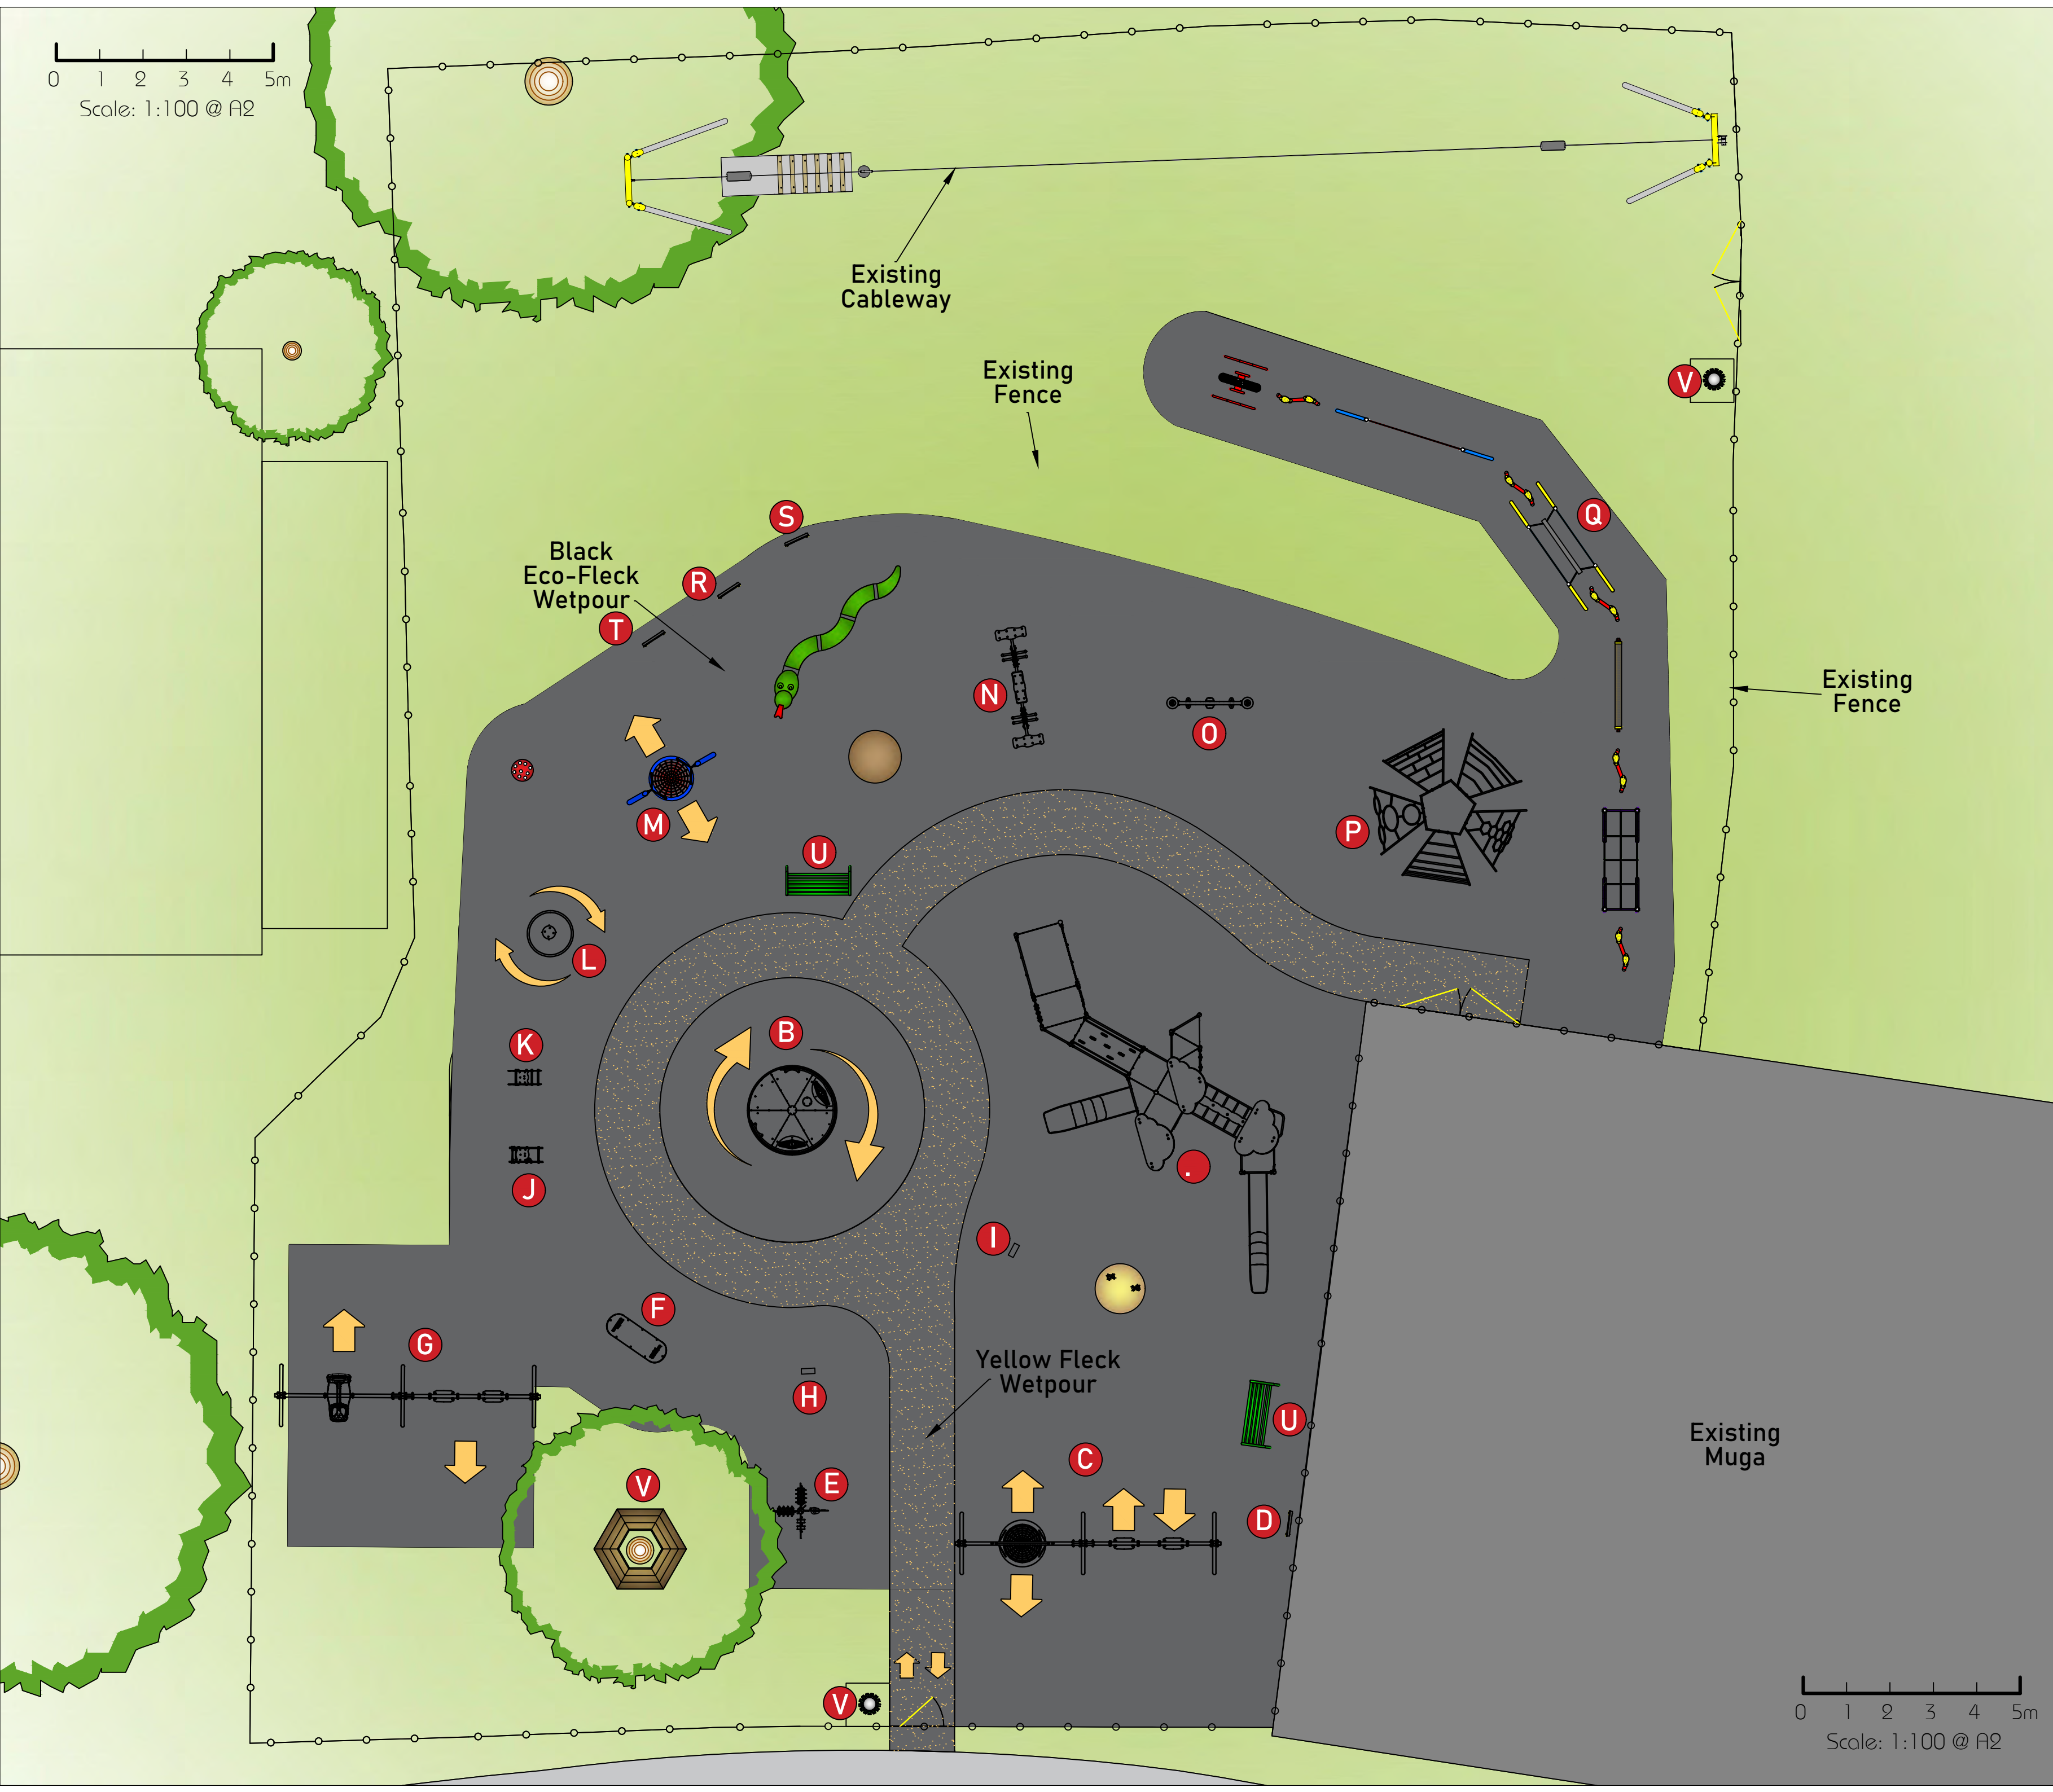 0 1 2 3 4 5m
Scale: 1:100 @ A2
Existing
Cableway
Existing
Fence
V
Q
S
Black
Eco-Fleck
Wetpour
R
T
Existing
Fence
N
O
M
P
U
L
K
B
J
.
I
F
G
Yellow Fleck
Wetpour
H
U
C
Existing
Muga
V
E
D
V
0 1 2 3 4 5m
Scale: 1:100 @ A2